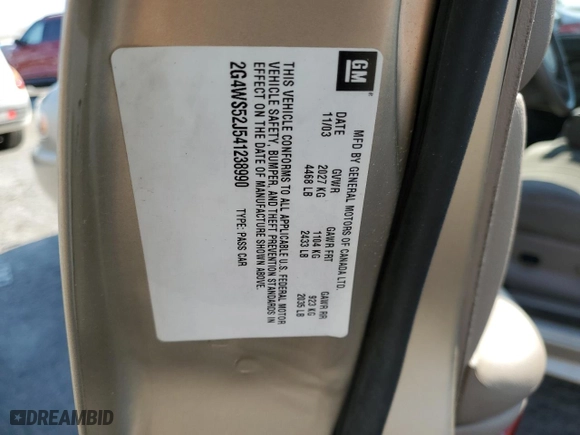 GM
MFD BY GENERAL MOTORS OF CANADA LTD.
DATE GVWR GAWR FRT GAWR RR
11/03 2027 KG 1104 KG 923 KG
4468 LB 2433 LB 2035 LB
THIS VEHICLE CONFORMS TO ALL APPLICABLE U.S. FEDERAL MOTOR
VEHICLE SAFETY, BUMPER, AND THEFT PREVENTION STANDARDS IN
EFFECT ON THE DATE OF MANUFACTURE SHOWN ABOVE.
2G4WS52J541238990 TYPE: PASS CAR
DREAMBID